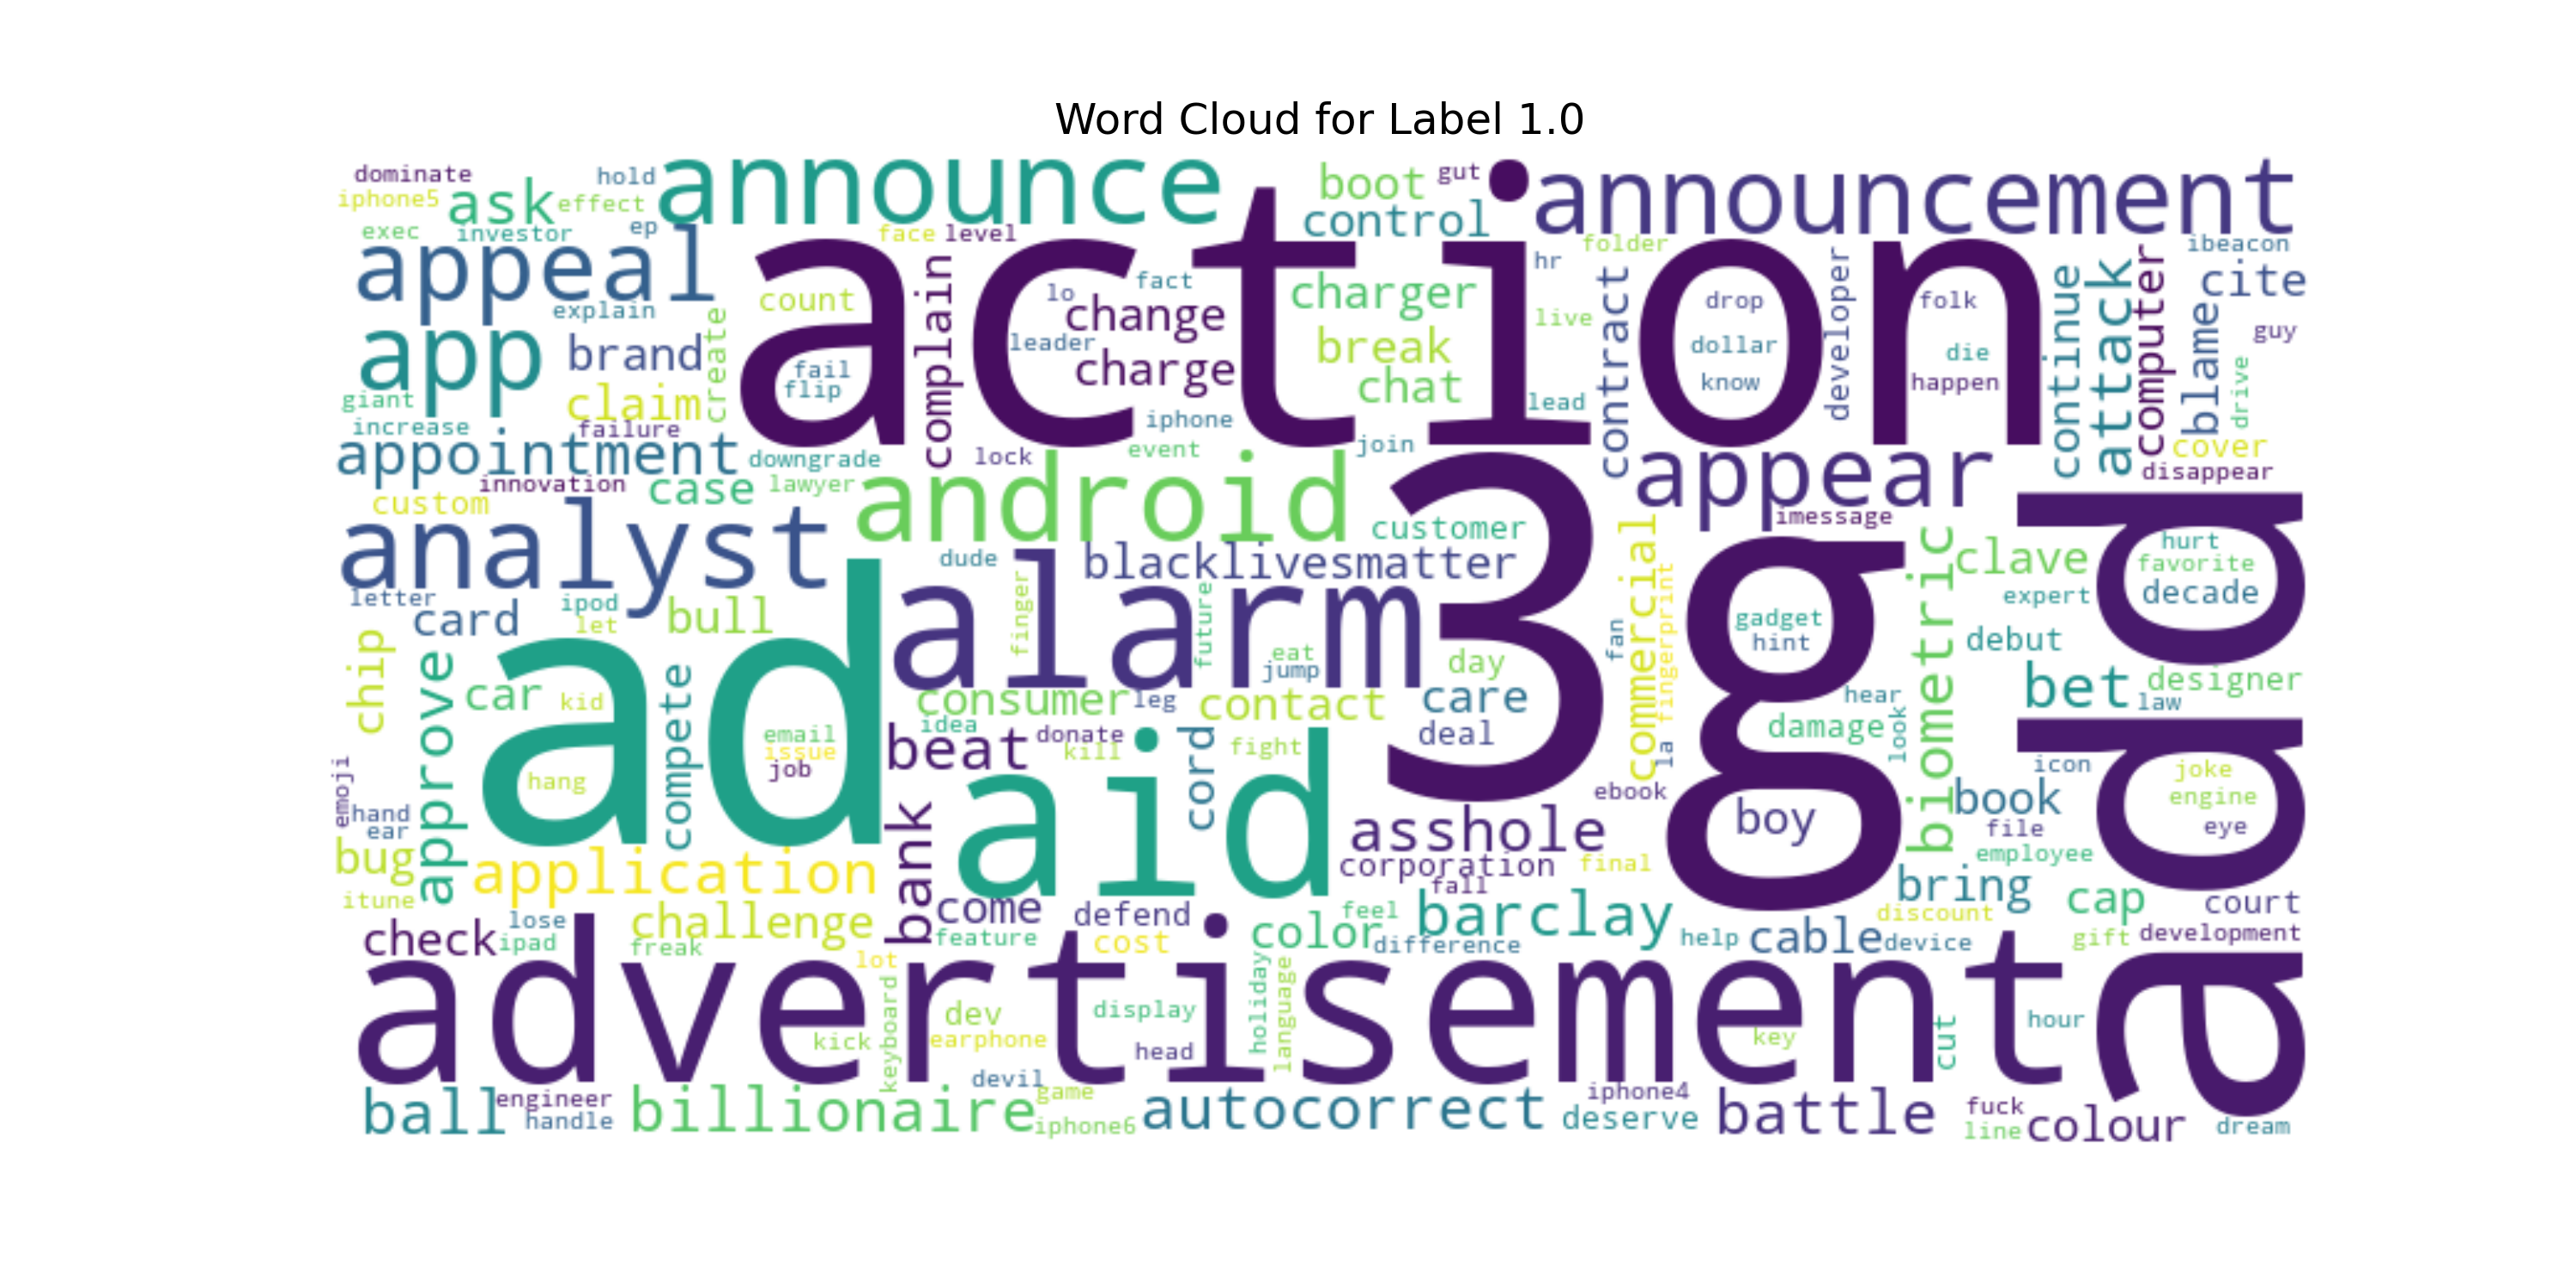 Word Cloud for Label 1.0
dominate
hold
announce
boot
gut
announcement
iphone5
ask
effect
control
exec
investor
ep
face
level
action
folder
ibeacon
appeal
count
complain
lo
fact
change
charger
hr
contract
drop
developer
folk
continue
attack
computer
cite
explain
create
live
blame
guy
app
brand
leader
break
dollar
die
drive
fail
flip
charge
chat
know
happen
giant
claim
lead
increase
failure
iphone
cover
appointment
downgrade
lock
event
join
appear
disappear
innovation
case
lawyer
android
3g
add
custom
analyst
customer
commercial
imessage
biometric
hurt
dude
blacklivesmatter
clave
favorite
letter
ipod
alarm
finger
future
fingerprint
expert
decade
card
let
bull
fan
gadget
hint
debut
chip
approve
car
kid
ad
compete
eat
jump
day
bet
designer
consumer
leg
contact
care
hear
law
email
issue
job
idea
beat
donate
kill
cord
fight
deal
la
damage
look
emoji
hang
bank
aid
ebook
icon
joke
hand
ear
boy
book
engine
asshole
file
eye
bug
application
corporation
final
employee
itune
fall
bring
cap
court
check
lose
ipad
challenge
freak
come
feature
defend
cost
color
feel
difference
barclay
help
cable
discount
device
gift
development
lot
advertisement
keyboard
dev
display
holiday
language
kick
earphone
head
key
cut
hour
devil
ball
engineer
handle
billionaire
game
iphone6
autocorrect
iphone4
deserve
battle
fuck
line
colour
dream